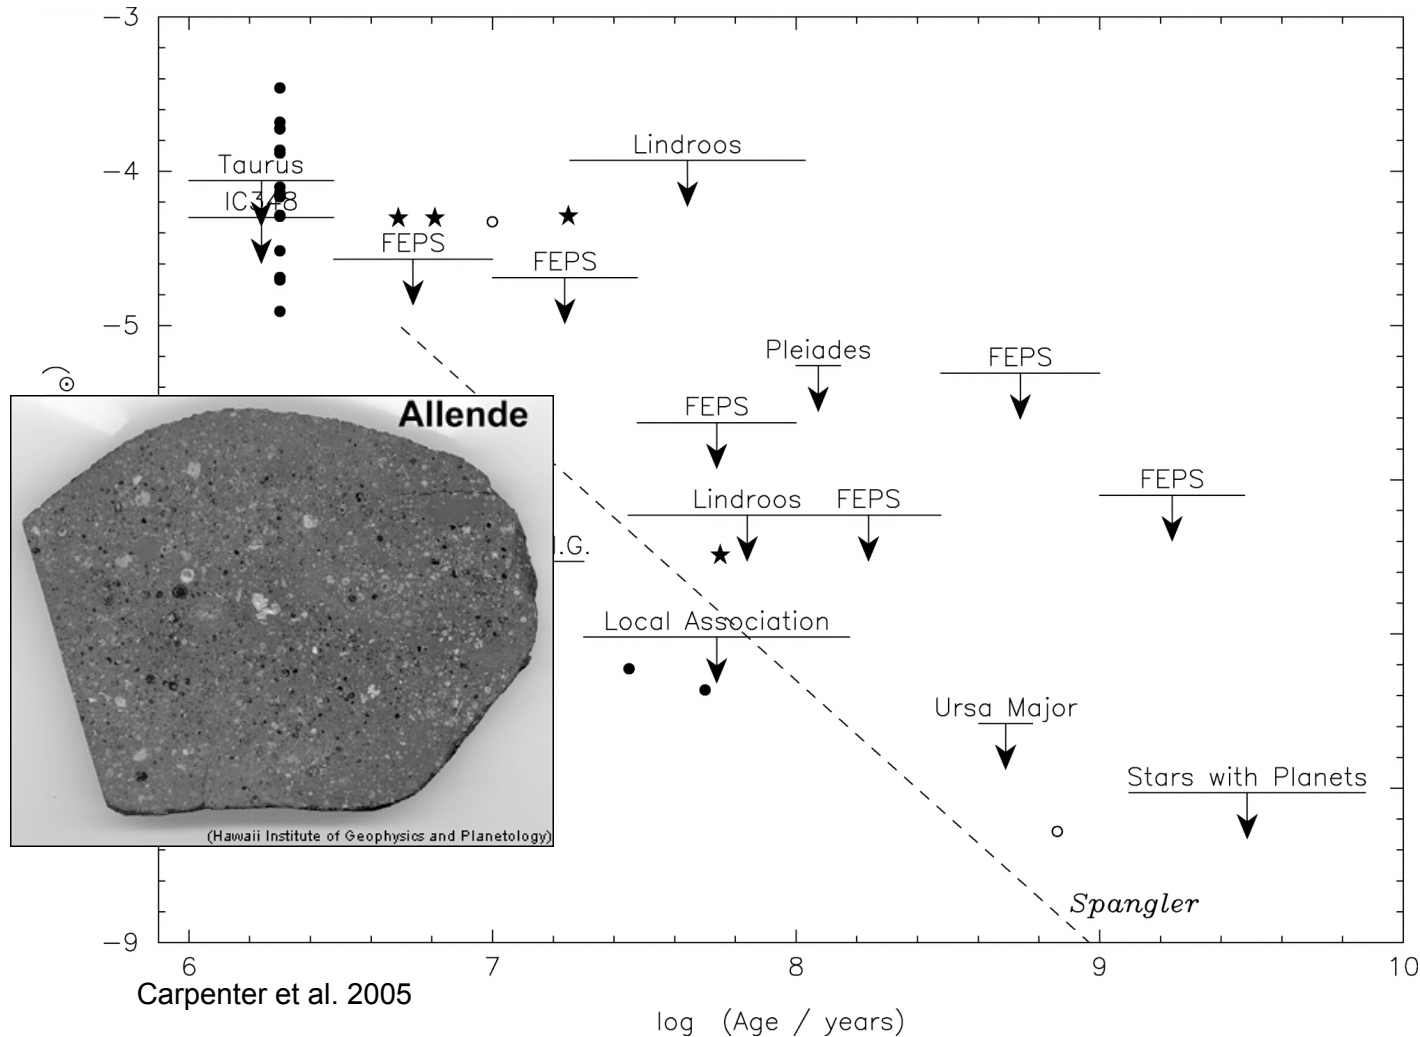 −3
Lindroos
−4
Taurus
IC348
FEPS
FEPS
−5
Pleiades
FEPS
FEPS
Allende
FEPS
Lindroos
FEPS
Local Association
Ursa Major
Stars with Planets
(Hawaii Institute of Geophysics and Planetology)
Spangler
−9
6
7
8
9
10
Carpenter et al. 2005
log (Age / years)